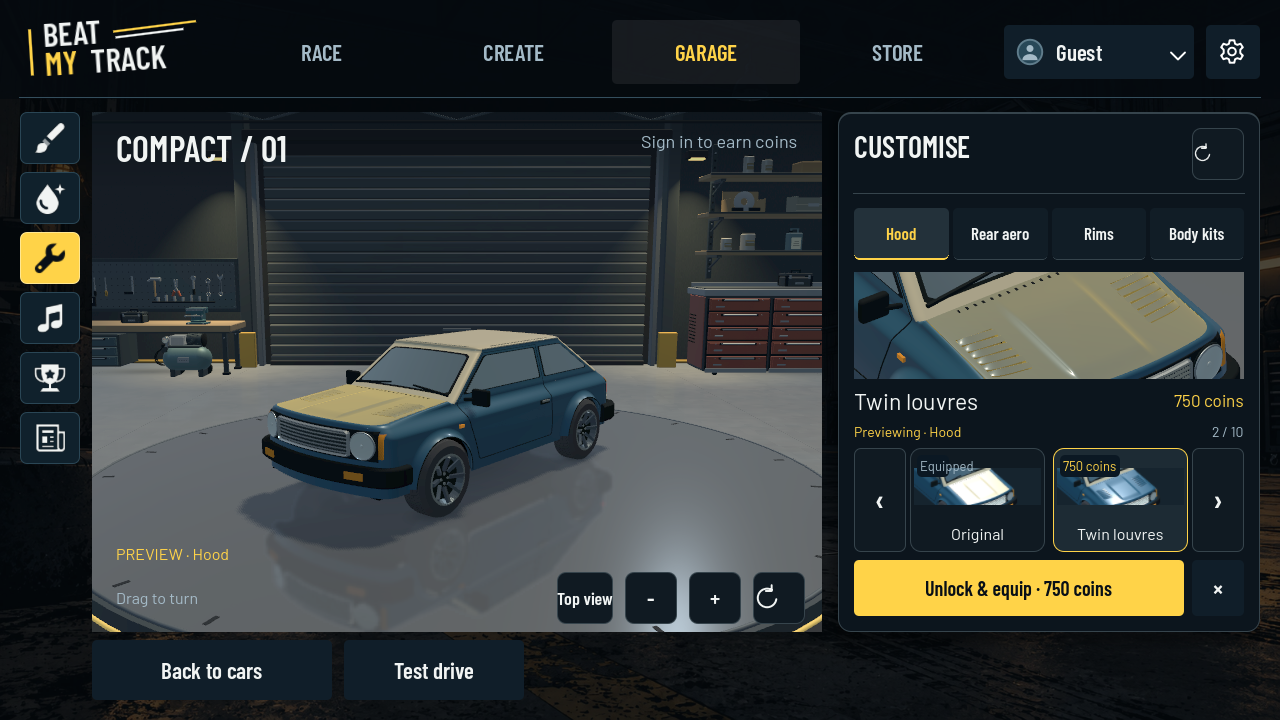 BEAT
MY TRACK
RACE
CREATE
GARAGE
STORE
Guest
COMPACT / 01
Sign in to earn coins
CUSTOMISE
Hood
Rear aero
Rims
Body kits
Twin louvres
750 coins
Previewing · Hood
2 / 10
Equipped
Original
750 coins
Twin louvres
PREVIEW · Hood
Drag to turn
Top view
-
+
Unlock & equip · 750 coins
×
Back to cars
Test drive